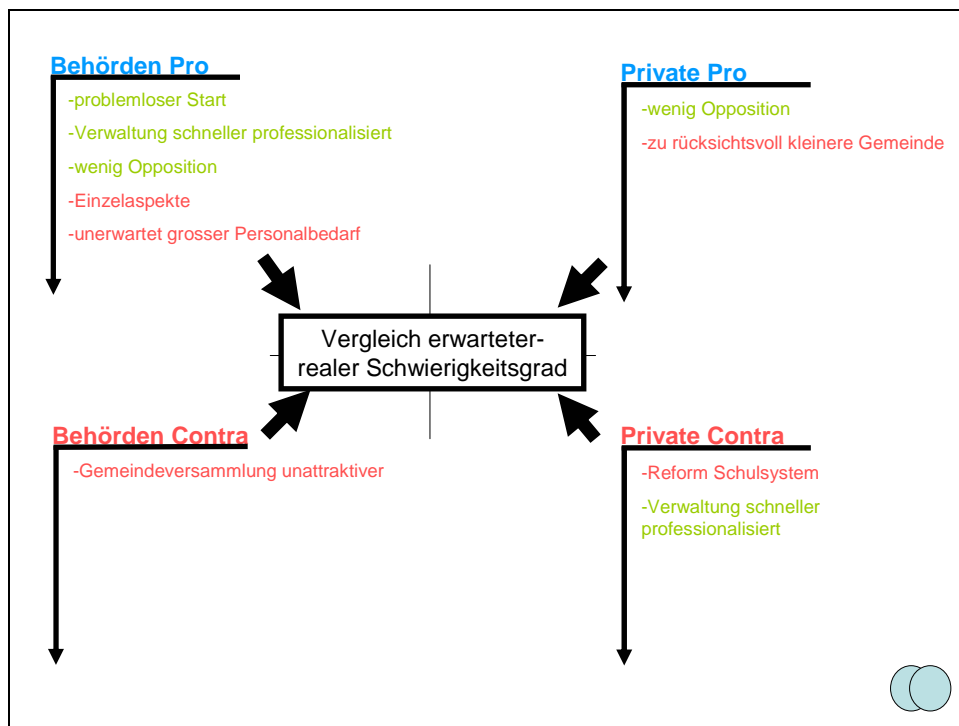 Behörden Pro
-problemloser Start
-Verwaltung schneller professionalisiert
-wenig Opposition
-Einzelaspekte
-unerwartet grosser Personalbedarf
Private Pro
-wenig Opposition
-zu rücksichtsvoll kleinere Gemeinde
Vergleich erwarteter-
realer Schwierigkeitsgrad
Behörden Contra
-Gemeindeversammlung unattraktiver
Private Contra
-Reform Schulsystem
-Verwaltung schneller
professionalisiert